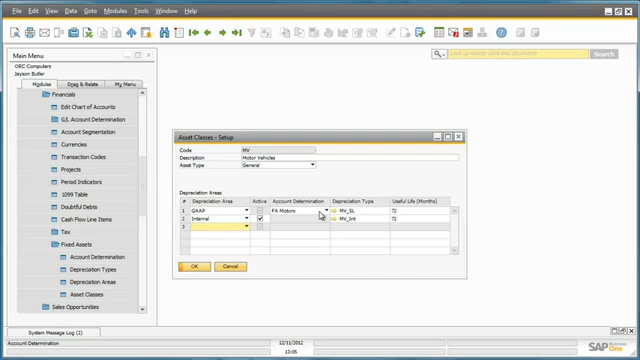 File Edit View Data Goto Modules Tools Window Help
Main Menu
OEC Computers
Jayson Butler
Modules Drag & Relate My Menu
Search
Financials
Edit Chart of Accounts
G/L Account Determination
Account Segmentation
Currencies
Transaction Codes
Projects
Period Indicators
1099 Table
Doubtful Debts
Cash Flow Line Items
Tax
Fixed Assets
Account Determination
Depreciation Types
Depreciation Areas
Asset Classes
Sales Opportunities
Asset Classes - Setup
Code MV
Description Motor Vehicles
Asset Type General
Depreciation Areas
# Depreciation Area Active Account Determination Depreciation Type Useful Life (Months)
1 GAAP FA Motors MV_SL 72
2 Internal MV_Int 72
3
OK Cancel
System Message Log (2)
Account Determination
12/11/2012
13:05
SAP Business One